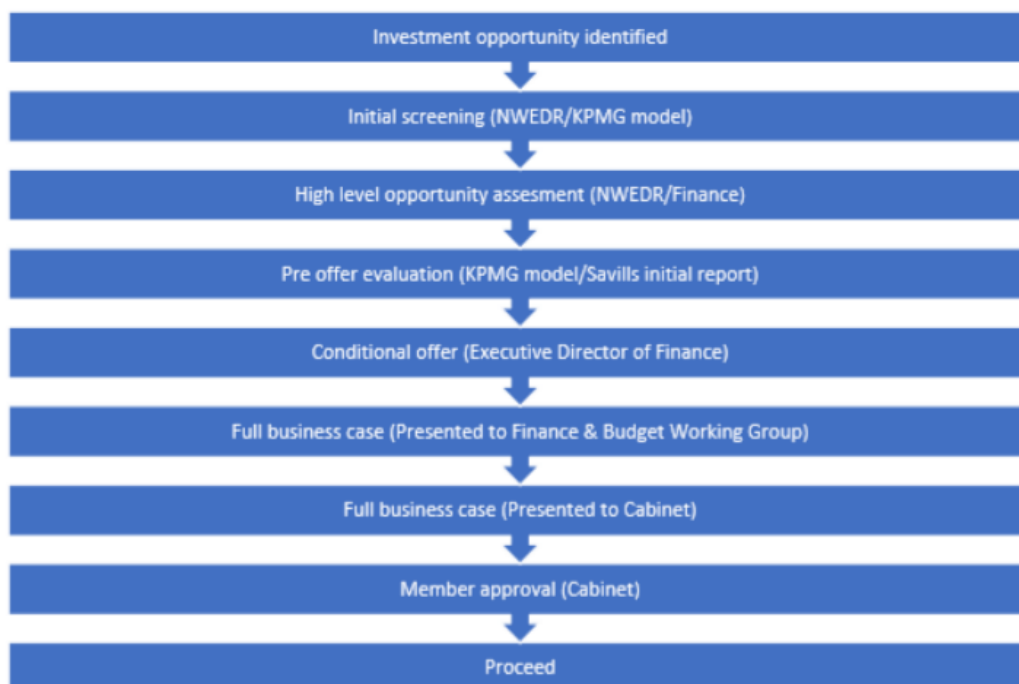 Investment opportunity identified
Initial screening (NWEDR/KPMG model)
High level opportunity assesment (NWEDR/Finance)
Pre offer evaluation (KPMG model/Savills initial report)
Conditional offer (Executive Director of Finance)
Full business case (Presented to Finance & Budget Working Group)
Full business case (Presented to Cabinet)
Member approval (Cabinet)
Proceed